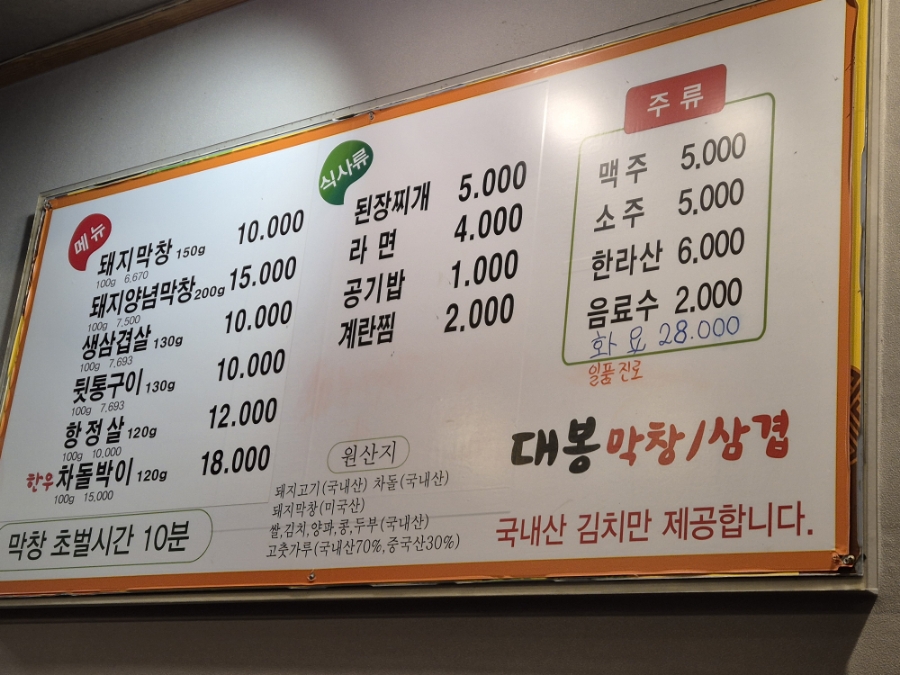 메뉴
돼지막창 150g 10.000
100g 6.670
돼지양념막창 200g 15.000
100g 7.500
생삼겹살 130g 10.000
100g 7,693
뒷통구이 130g 10.000
100g 7,693
항정살 120g 12.000
100g 10,000
한우 차돌박이 120g 18.000
100g 15,000
막창 초벌시간 10분
식사류
된장찌개 5.000
라면 4.000
공기밥 1.000
계란찜 2.000
원산지
돼지고기(국내산) 차돌(국내산)
돼지막창(미국산)
쌀,김치,양파,콩,두부(국내산)
고춧가루(국내산70%,중국산30%)
주류
맥주 5.000
소주 5.000
한라산 6.000
음료수 2.000
화요 28.000
일품진로
대봉막창/삼겹
국내산 김치만 제공합니다.